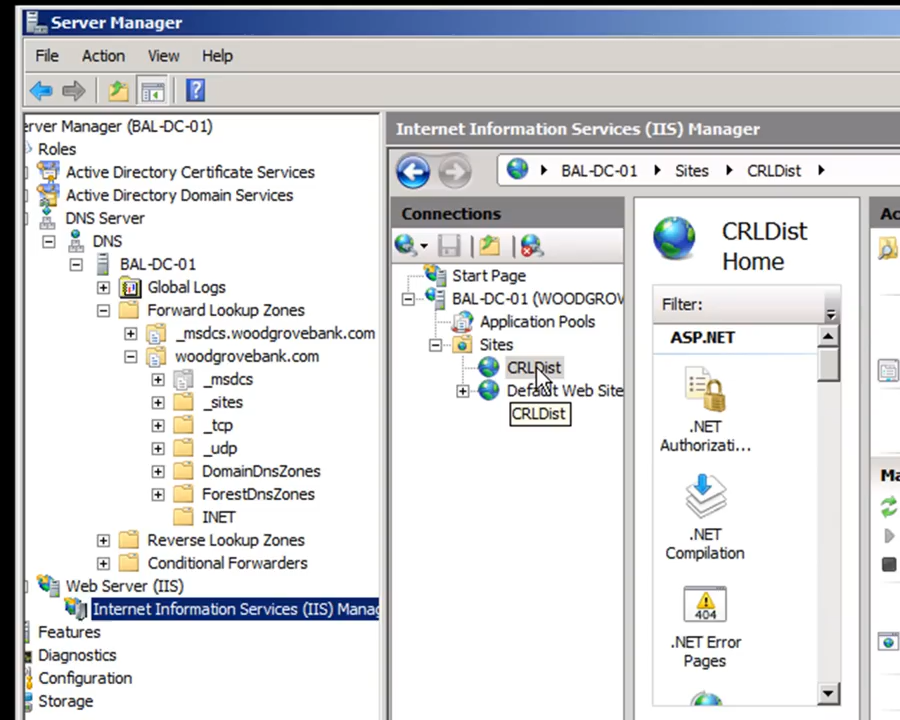 Server Manager
File Action View Help
erver Manager (BAL-DC-01)
Roles
Active Directory Certificate Services
Active Directory Domain Services
DNS Server
DNS
BAL-DC-01
Global Logs
Forward Lookup Zones
_msdcs.woodgrovebank.com
woodgrovebank.com
_msdcs
_sites
_tcp
_udp
DomainDnsZones
ForestDnsZones
INET
Reverse Lookup Zones
Conditional Forwarders
Web Server (IIS)
Internet Information Services (IIS) Manag
Features
Diagnostics
Configuration
Storage
Internet Information Services (IIS) Manager
BAL-DC-01 Sites CRLDist
Connections
Start Page
BAL-DC-01 (WOODGROV
Application Pools
Sites
CRLDist
Default Web Site
CRLDist
CRLDist
Home
Filter:
ASP.NET
.NET
Authorizati...
.NET
Compilation
404
.NET Error
Pages
Ac
Ma